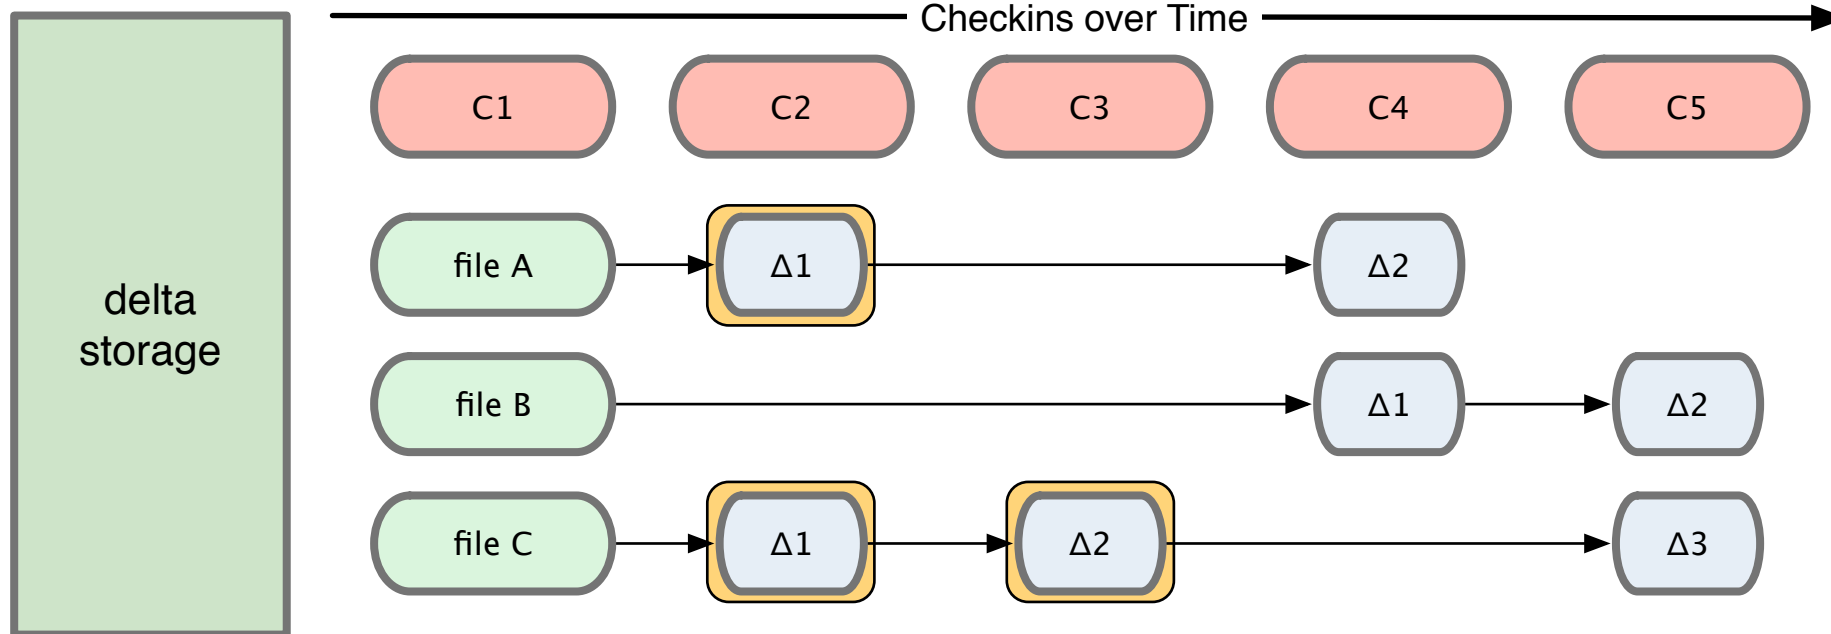 Checkins over Time
C1 C2 C3 C4 C5
delta
storage
file A Δ1 Δ2
file B Δ1 Δ2
file C Δ1 Δ2 Δ3